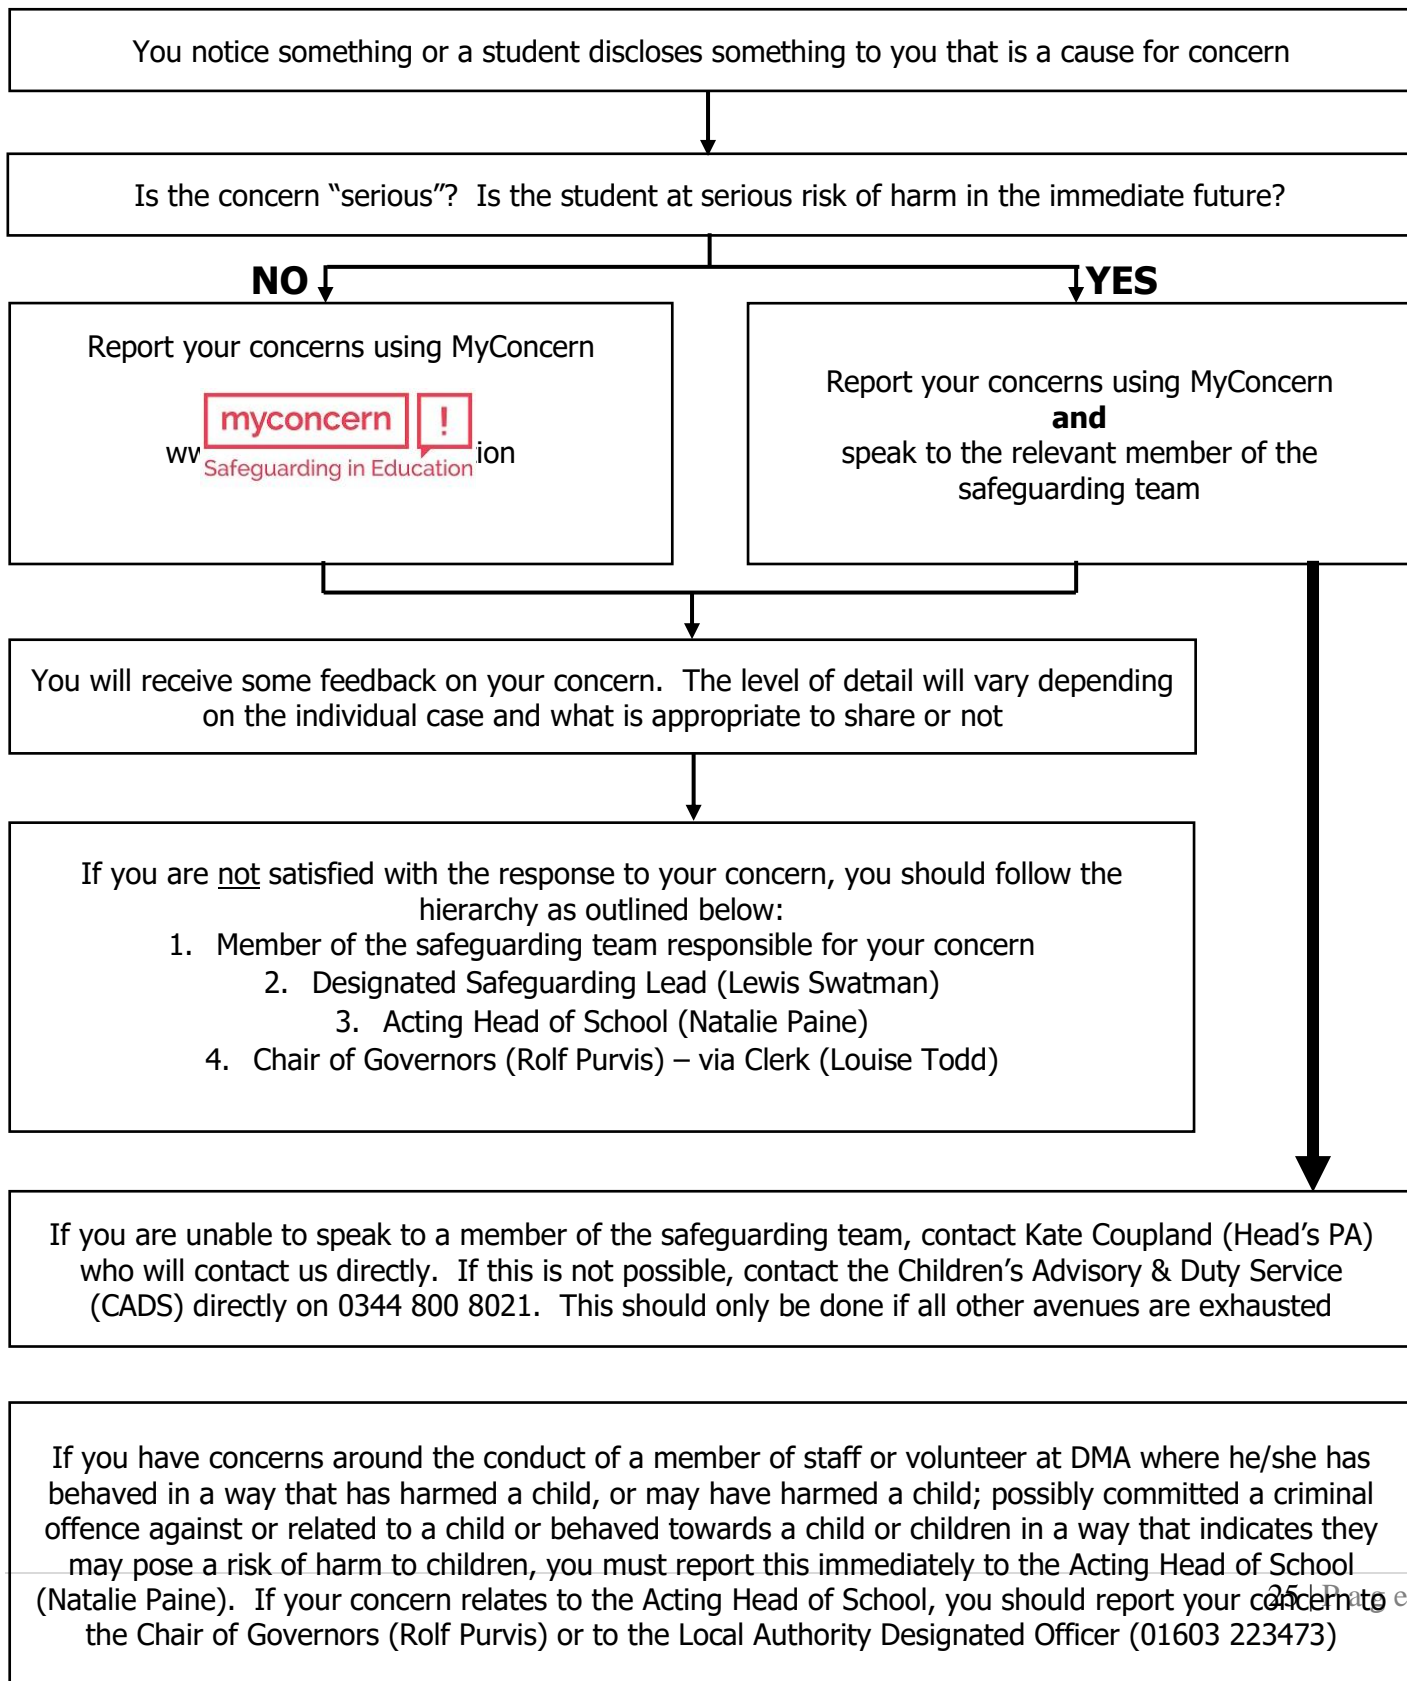 You notice something or a student discloses something to you that is a cause for concern
Is the concern “serious”?  Is the student at serious risk of harm in the immediate future?
NO
YES
Report your concerns using MyConcern
myconcern !
Safeguarding in Education
Report your concerns using MyConcern
and
speak to the relevant member of the
safeguarding team
You will receive some feedback on your concern.  The level of detail will vary depending
on the individual case and what is appropriate to share or not
If you are not satisfied with the response to your concern, you should follow the
hierarchy as outlined below:
1. Member of the safeguarding team responsible for your concern
2. Designated Safeguarding Lead (Lewis Swatman)
3. Acting Head of School (Natalie Paine)
4. Chair of Governors (Rolf Purvis) – via Clerk (Louise Todd)
If you are unable to speak to a member of the safeguarding team, contact Kate Coupland (Head’s PA)
who will contact us directly.  If this is not possible, contact the Children’s Advisory & Duty Service
(CADS) directly on 0344 800 8021.  This should only be done if all other avenues are exhausted
If you have concerns around the conduct of a member of staff or volunteer at DMA where he/she has
behaved in a way that has harmed a child, or may have harmed a child; possibly committed a criminal
offence against or related to a child or behaved towards a child or children in a way that indicates they
may pose a risk of harm to children, you must report this immediately to the Acting Head of School
(Natalie Paine).  If your concern relates to the Acting Head of School, you should report your concern to
25 | P a g e
the Chair of Governors (Rolf Purvis) or to the Local Authority Designated Officer (01603 223473)